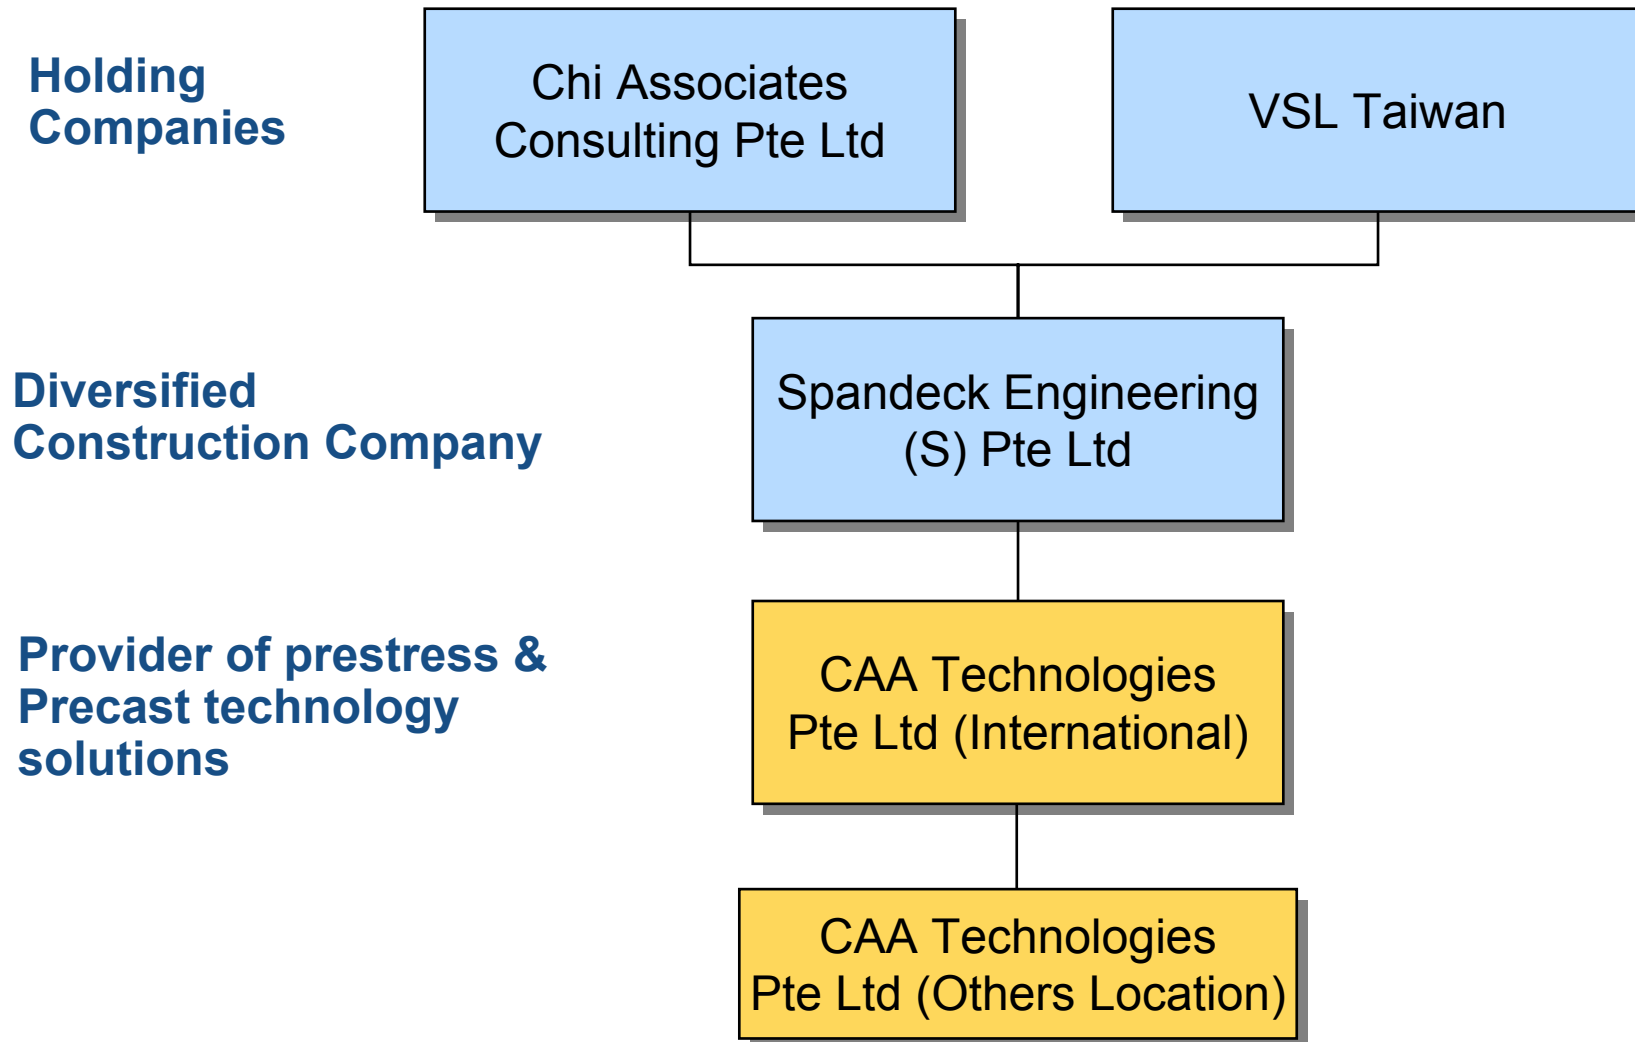 Holding
Companies
Chi Associates
Consulting Pte Ltd
VSL Taiwan
Diversified
Construction Company
Spandeck Engineering
(S) Pte Ltd
Provider of prestress &
Precast technology
solutions
CAA Technologies
Pte Ltd (International)
CAA Technologies
Pte Ltd (Others Location)